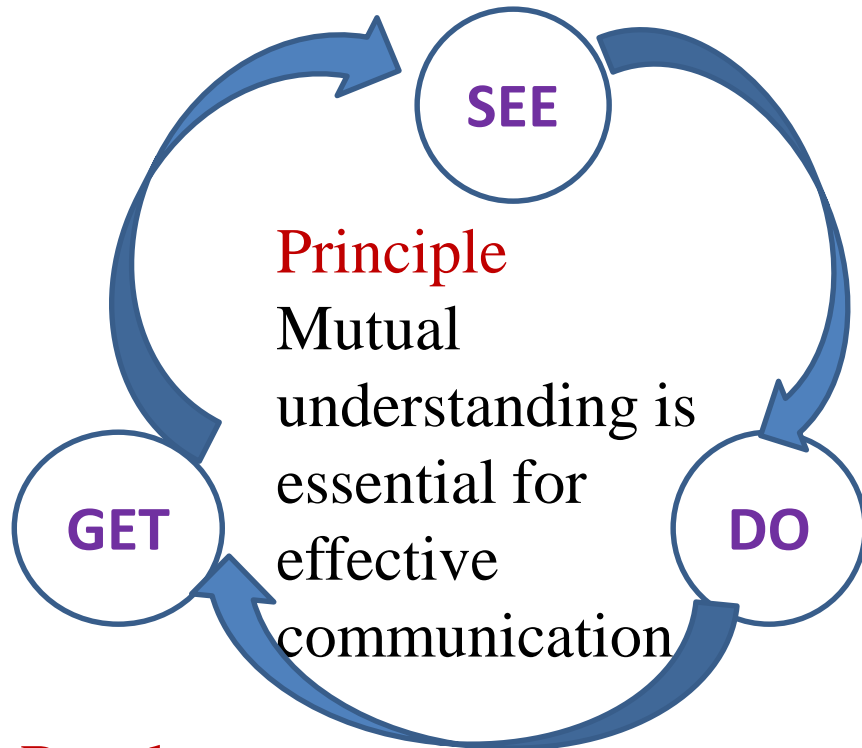 SEE
Principle
Mutual
understanding is
essential for
effective
communication
GET
DO